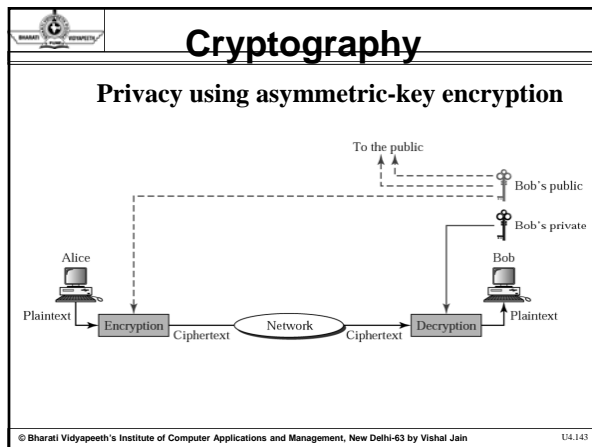 BHARATI
VIDYAPEETH
PUNE
Cryptography
Privacy using asymmetric-key encryption
To the public
Bob's public
Bob's private
Alice
Bob
Plaintext
Encryption
Ciphertext
Network
Ciphertext
Decryption
Plaintext
© Bharati Vidyapeeth's Institute of Computer Applications and Management, New Delhi-63 by Vishal Jain
U4.143